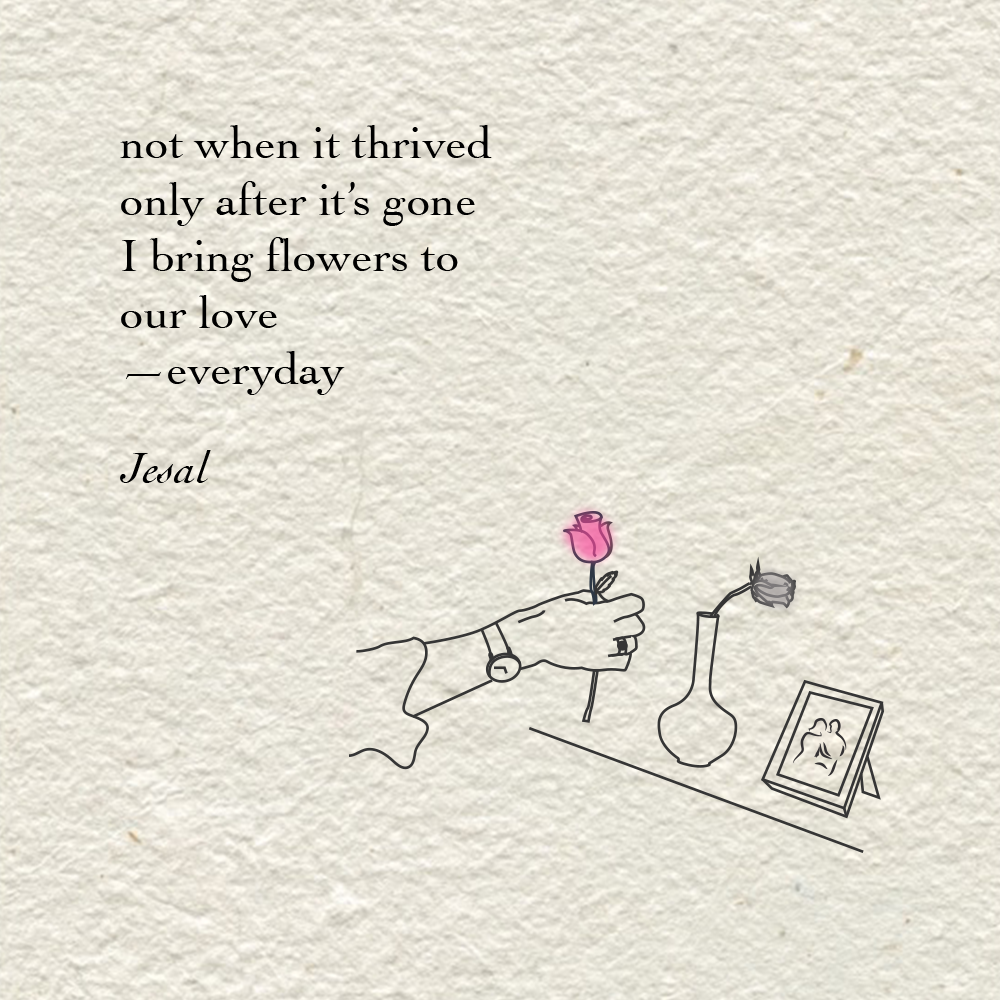 not when it thrived
only after it’s gone
I bring flowers to
our love
—everyday
Jesal